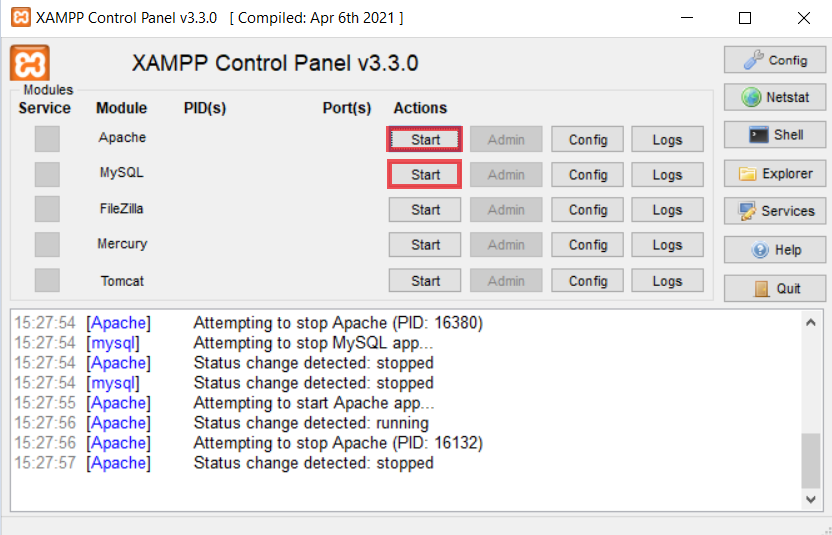 XAMPP Control Panel v3.3.0 [ Compiled: Apr 6th 2021 ]
XAMPP Control Panel v3.3.0
Config
Modules
Service Module PID(s) Port(s) Actions
Netstat
Apache Start Admin Config Logs
Shell
MySQL Start Admin Config Logs
Explorer
FileZilla Start Admin Config Logs
Services
Mercury Start Admin Config Logs
Help
Tomcat Start Admin Config Logs
Quit
15:27:54 [Apache] Attempting to stop Apache (PID: 16380)
15:27:54 [mysql] Attempting to stop MySQL app...
15:27:54 [Apache] Status change detected: stopped
15:27:54 [mysql] Status change detected: stopped
15:27:55 [Apache] Attempting to start Apache app...
15:27:56 [Apache] Status change detected: running
15:27:56 [Apache] Attempting to stop Apache (PID: 16132)
15:27:57 [Apache] Status change detected: stopped